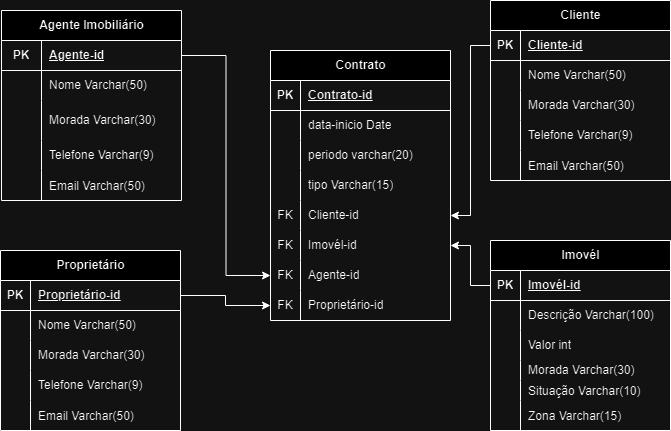 Agente Imobiliário
PK Agente-id
Nome Varchar(50)
Morada Varchar(30)
Telefone Varchar(9)
Email Varchar(50)
Contrato
PK Contrato-id
data-inicio Date
periodo varchar(20)
tipo Varchar(15)
FK Cliente-id
FK Imovél-id
FK Agente-id
FK Proprietário-id
Cliente
PK Cliente-id
Nome Varchar(50)
Morada Varchar(30)
Telefone Varchar(9)
Email Varchar(50)
Proprietário
PK Proprietário-id
Nome Varchar(50)
Morada Varchar(30)
Telefone Varchar(9)
Email Varchar(50)
Imovél
PK Imovél-id
Descrição Varchar(100)
Valor int
Morada Varchar(30)
Situação Varchar(10)
Zona Varchar(15)